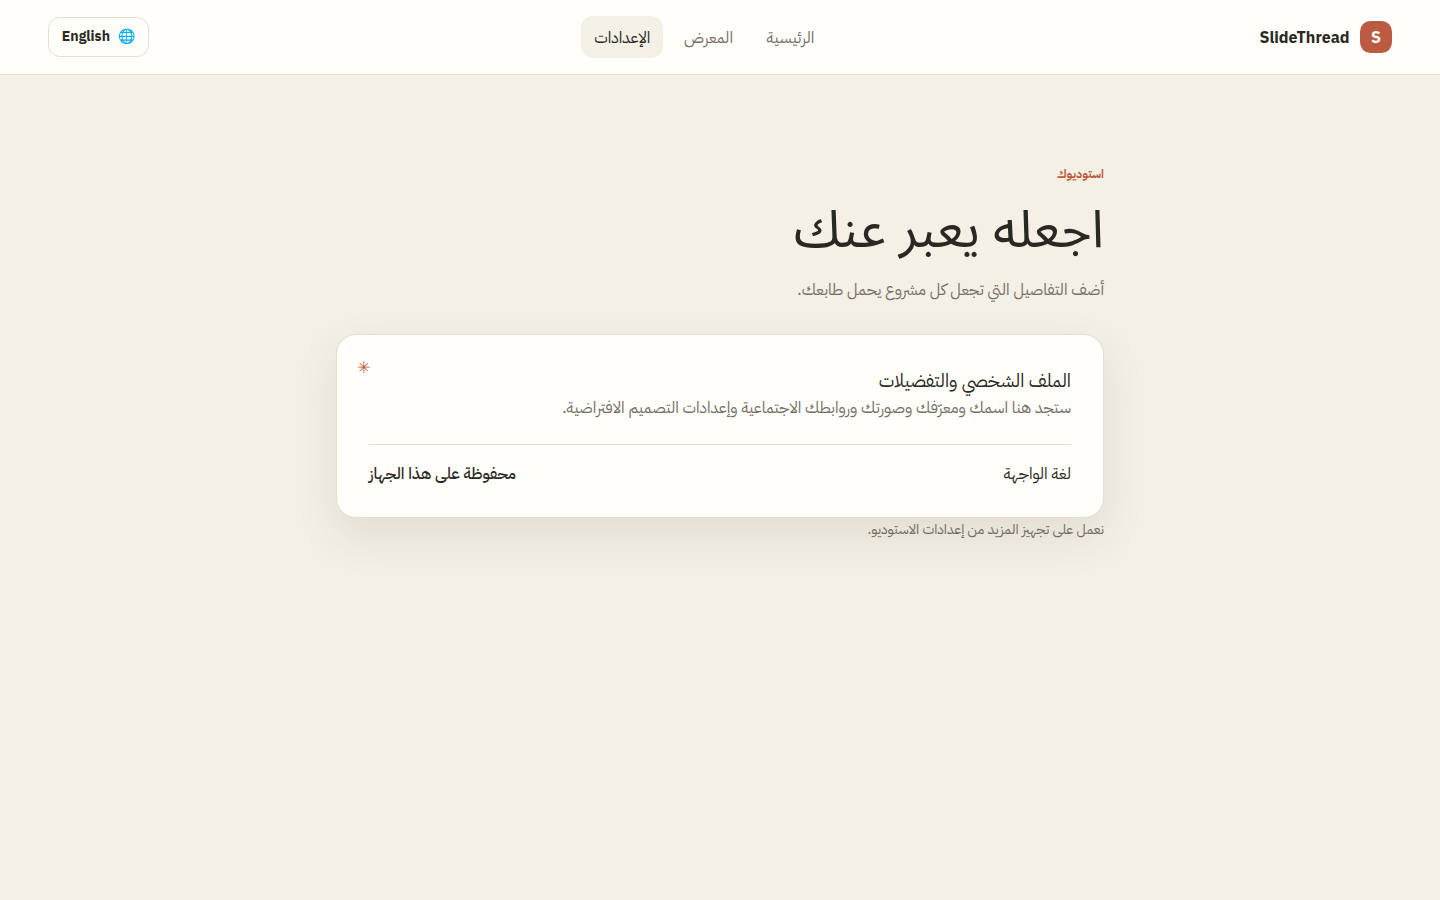 S SlideThread
الرئيسية
المعرض
الإعدادات
English
استوديوك
اجعله يعبر عنك
أضف التفاصيل التي تجعل كل مشروع يحمل طابعك.
الملف الشخصي والتفضيلات
ستجد هنا اسمك ومعرّفك وصورتك وروابطك الاجتماعية وإعدادات التصميم الافتراضية.
لغة الواجهة
محفوظة على هذا الجهاز
نعمل على تجهيز المزيد من إعدادات الاستوديو.